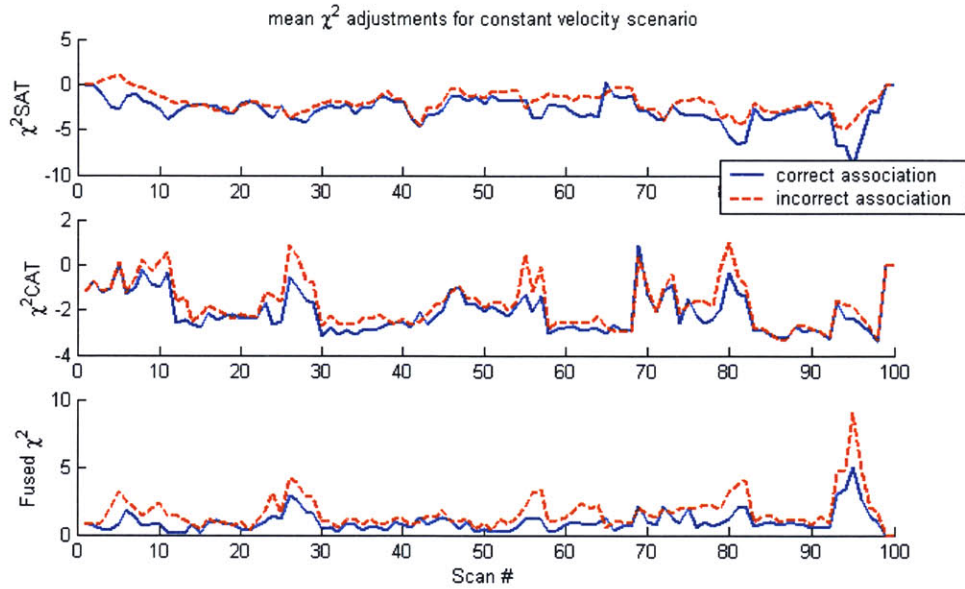 mean χ² adjustments for constant velocity scenario
χ²SAT
5
0
-5
-10
0 10 20 30 40 50 60 70 8
correct association
incorrect association
χ²CAT
2
0
-2
-4
0 10 20 30 40 50 60 70 80 90 100
Fused χ²
10
5
0
0 10 20 30 40 50 60 70 80 90 100
Scan #